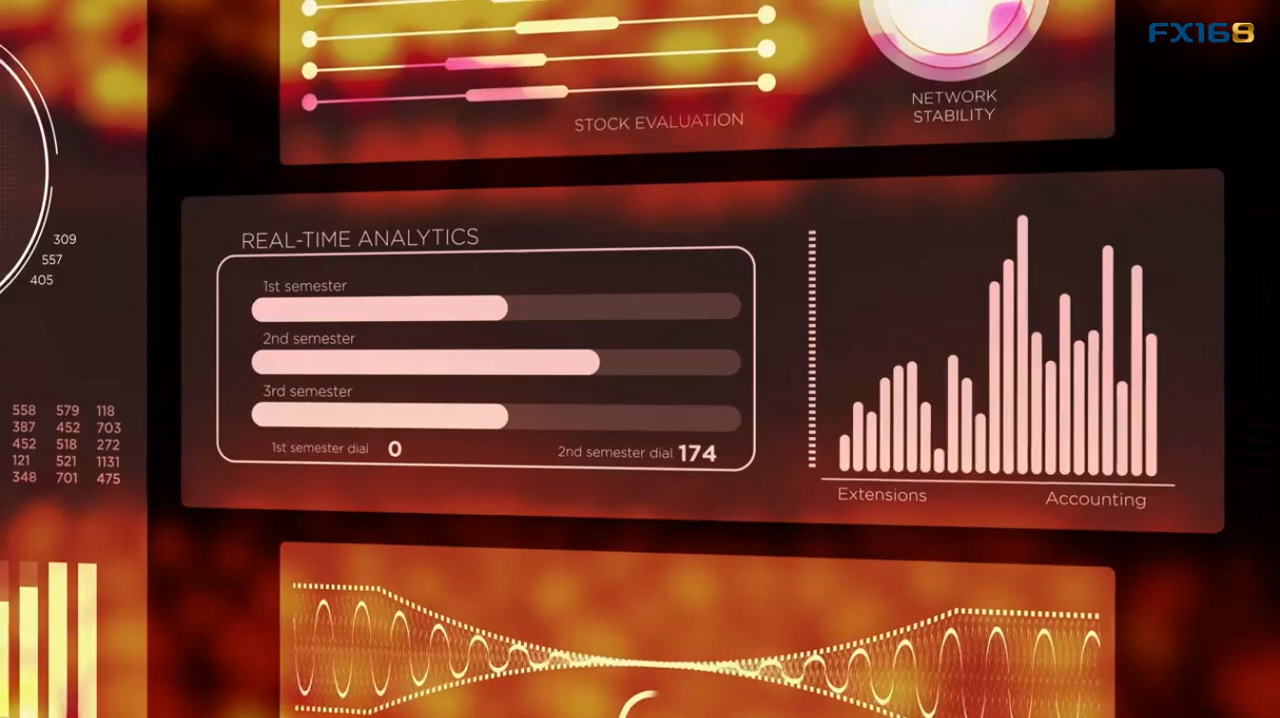 FX168
STOCK EVALUATION
NETWORK
STABILITY
309
557
405
REAL-TIME ANALYTICS
1st semester
2nd semester
3rd semester
1st semester dial 0
2nd semester dial 174
Extensions
Accounting
558 579 118
387 452 703
452 518 272
121 521 1131
348 701 475